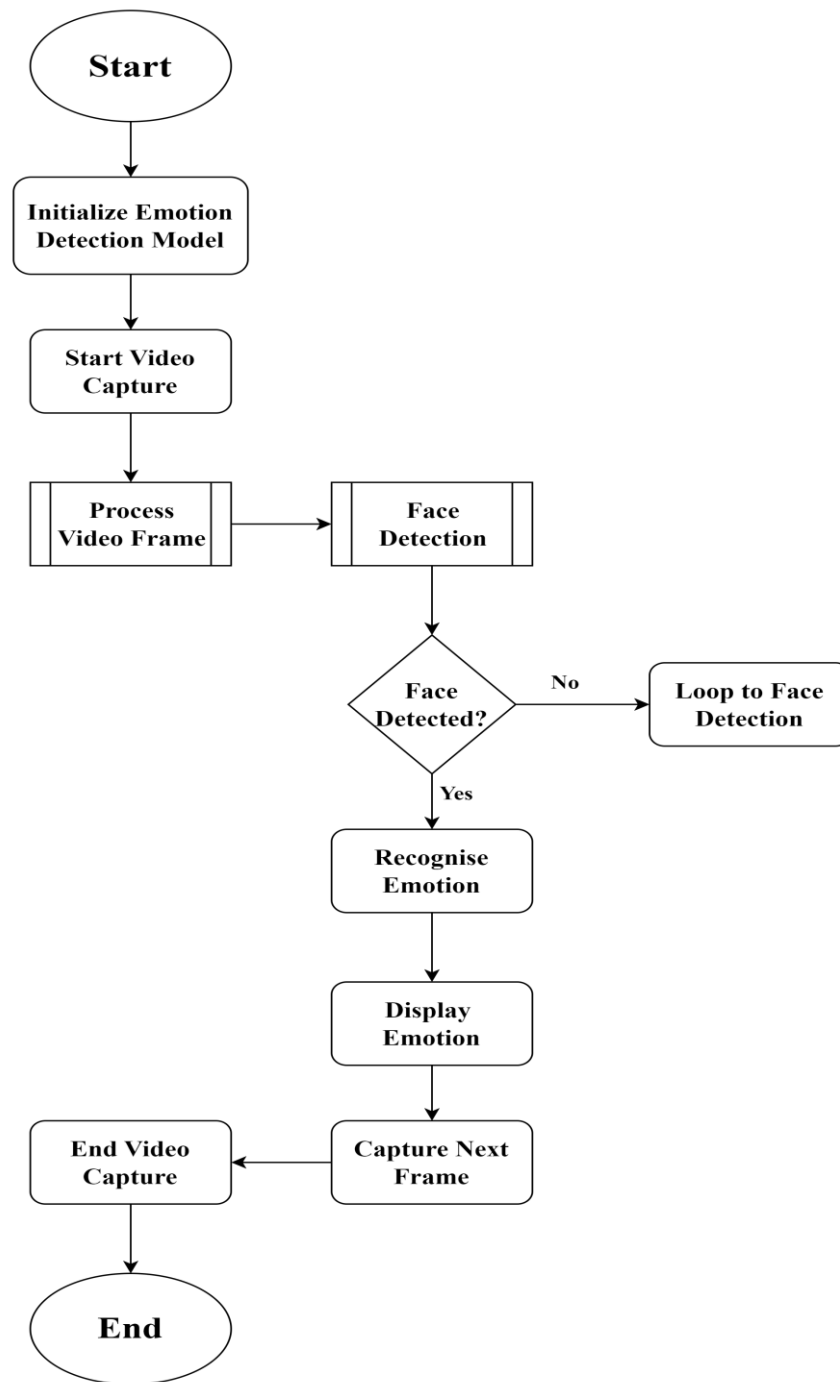 Start
Initialize Emotion
Detection Model
Start Video
Capture
Process
Video Frame
Face
Detection
Face
Detected?
No
Loop to Face
Detection
Yes
Recognise
Emotion
Display
Emotion
Capture Next
Frame
End Video
Capture
End